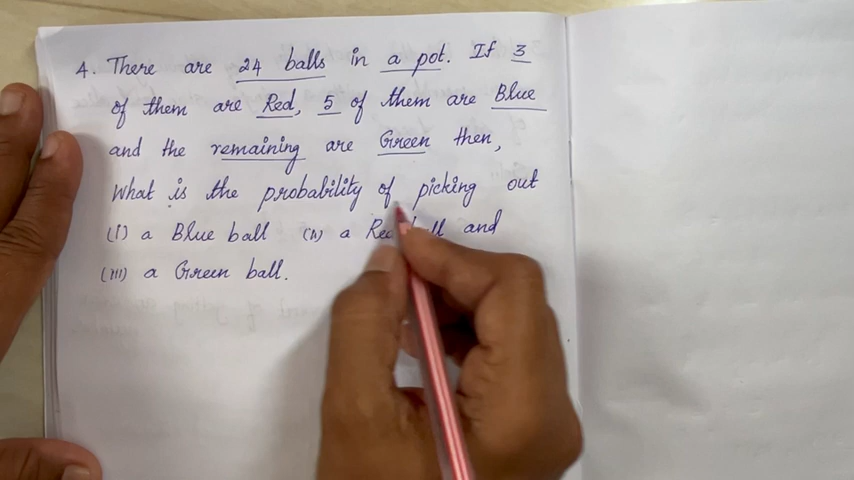 4. There are 24 balls in a pot. If 3
of them are Red, 5 of them are Blue
and the remaining are Green then,
What is the probability of picking out
(i) a Blue ball (ii) a Red ball and
(iii) a Green ball.